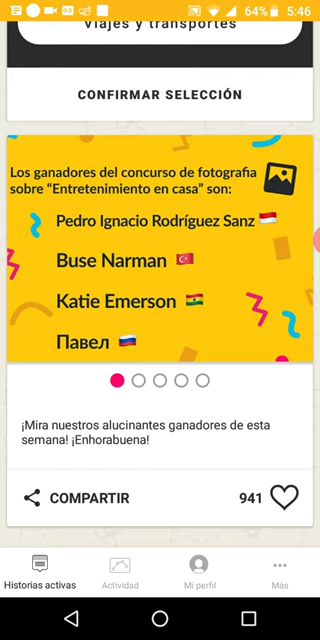 64% 5:46
Viajes y transportes
CONFIRMAR SELECCIÓN
Los ganadores del concurso de fotografia
sobre "Entretenimiento en casa" son:
Pedro Ignacio Rodríguez Sanz
Buse Narman
Katie Emerson
Павел
¡Mira nuestros alucinantes ganadores de esta
semana! ¡Enhorabuena!
COMPARTIR 941
Historias activas Actividad Mi perfil Más